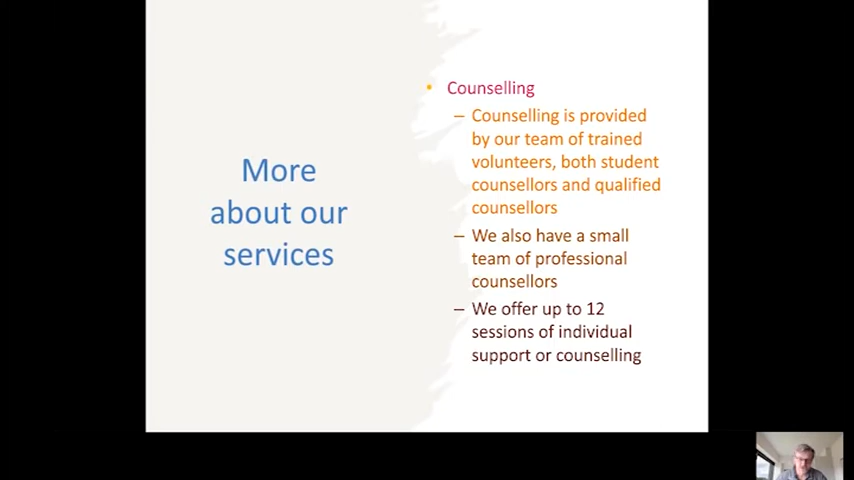 More
about our
services
• Counselling
– Counselling is provided
by our team of trained
volunteers, both student
counsellors and qualified
counsellors
– We also have a small
team of professional
counsellors
– We offer up to 12
sessions of individual
support or counselling